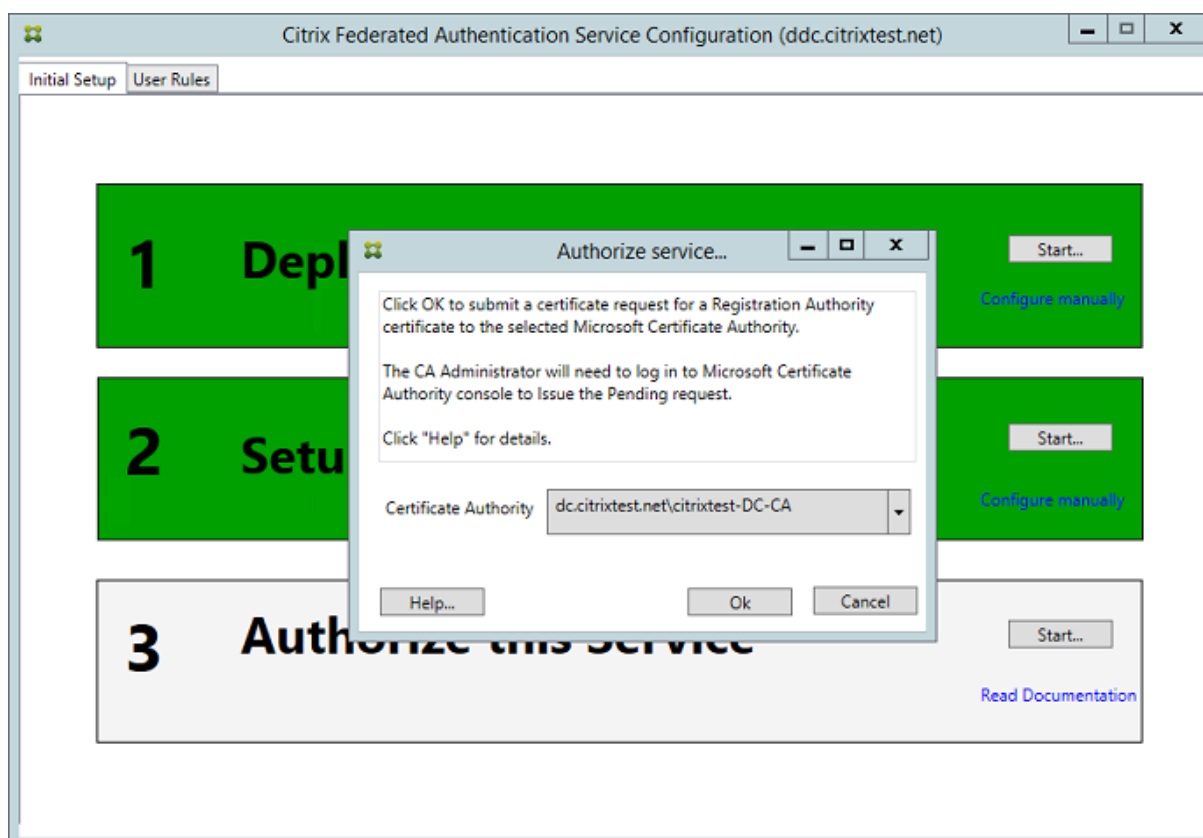 Citrix Federated Authentication Service Configuration (ddc.citrixtest.net)
Initial Setup
User Rules
1
Depl
Start...
Configure manually
Authorize service...
Click OK to submit a certificate request for a Registration Authority
certificate to the selected Microsoft Certificate Authority.
The CA Administrator will need to log in to Microsoft Certificate
Authority console to Issue the Pending request.
Click "Help" for details.
Certificate Authority
dc.citrixtest.net\citrixtest-DC-CA
Help...
Ok
Cancel
2
Setu
Start...
Configure manually
3
Authorize this Service
Start...
Read Documentation